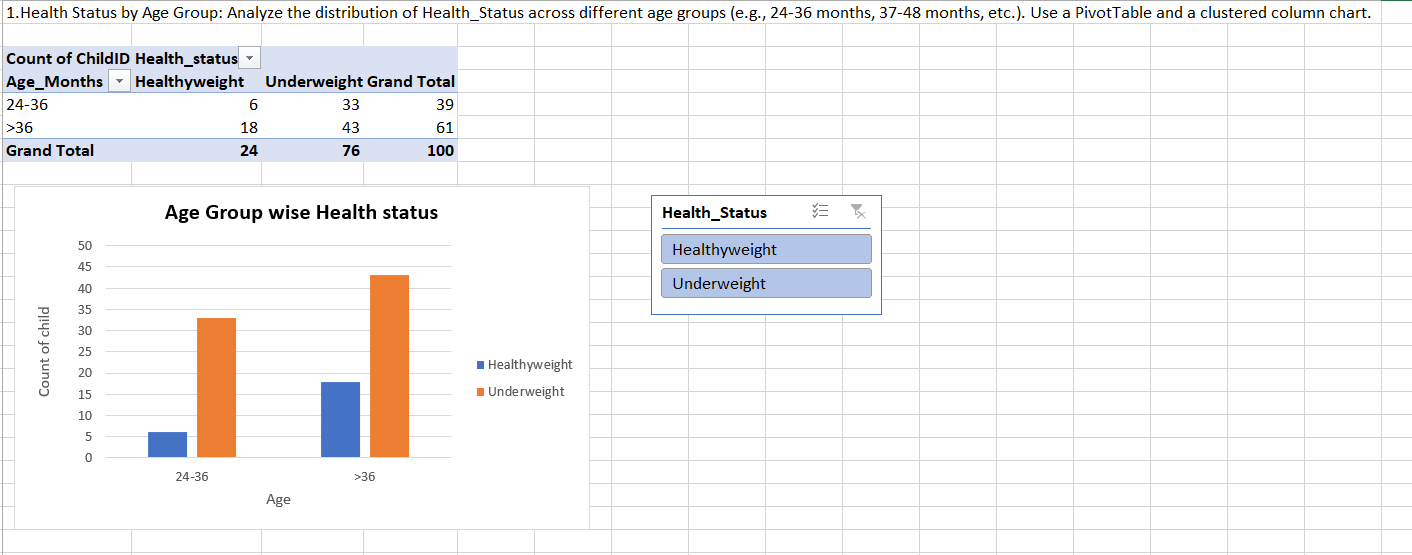 1.Health Status by Age Group: Analyze the distribution of Health_Status across different age groups (e.g., 24-36 months, 37-48 months, etc.). Use a PivotTable and a clustered column chart.
Count of ChildID Health_status
Age_Months Healthyweight Underweight Grand Total
24-36 6 33 39
>36 18 43 61
Grand Total 24 76 100
Age Group wise Health status
50
45
40
35
30
25
20
15
10
5
0
Count of child
24-36 >36
Age
Healthyweight
Underweight
Health_Status
Healthyweight
Underweight